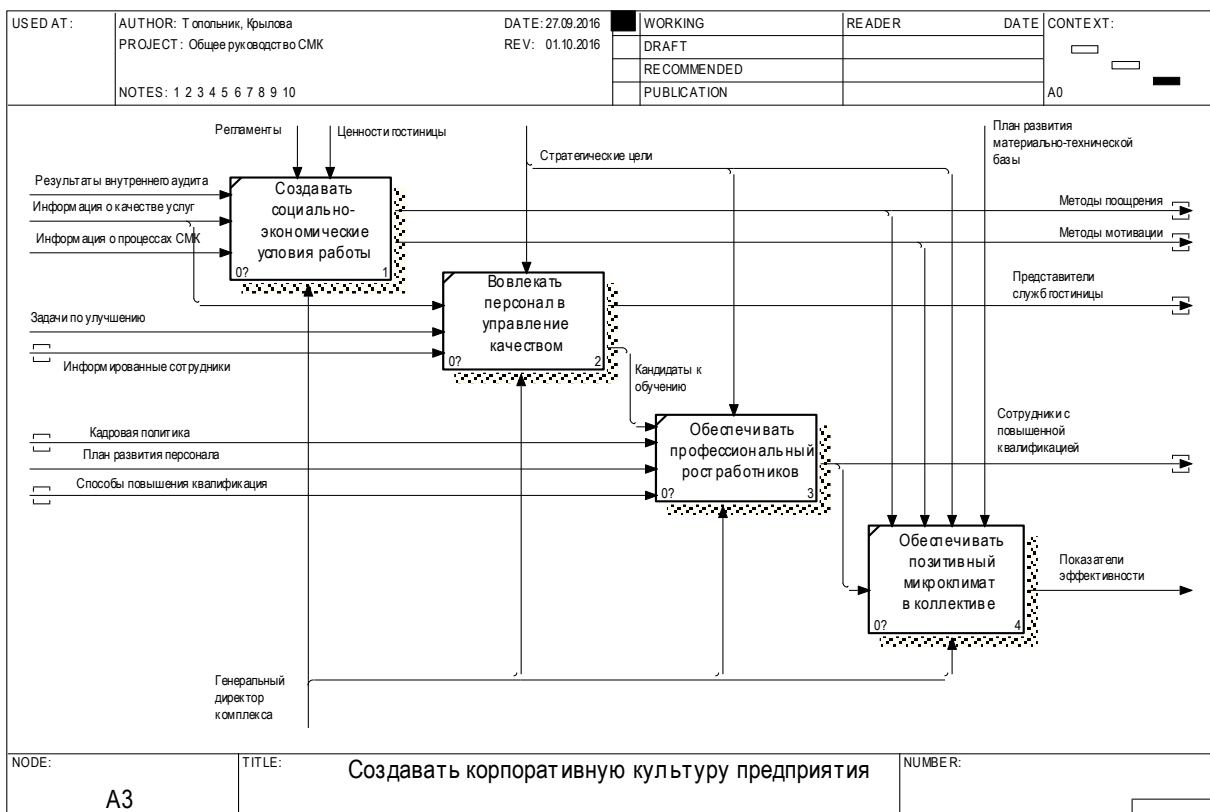 USED AT:
AUTHOR: Топольник, Крылова
DATE: 27.09.2016
PROJECT: Общее руководство СМК
REV: 01.10.2016
NOTES: 1 2 3 4 5 6 7 8 9 10
WORKING
DRAFT
RECOMMENDED
PUBLICATION
READER
DATE
CONTEXT:
A0
Регламенты
Ценности гостиницы
Стратегические цели
План развития
материально-технической
базы
Результаты внутреннего аудита
Информация о качестве услуг
Информация о процессах СМК
Создавать
социально-
экономические
условия работы
0?
1
Методы поощрения
Методы мотивации
Задачи по улучшению
Информированные сотрудники
Вовлекать
персонал в
управление
качеством
0?
2
Представители
служб гостиницы
Кандидаты к
обучению
Кадровая политика
План развития персонала
Способы повышения квалификация
Обеспечивать
профессиональный
рост работников
0?
3
Сотрудники с
повышенной
квалификацией
Обеспечивать
позитивный
микроклимат
в коллективе
0?
4
Показатели
эффективности
Генеральный
директор
комплекса
NODE:
A3
TITLE:
Создавать корпоративную культуру предприятия
NUMBER: